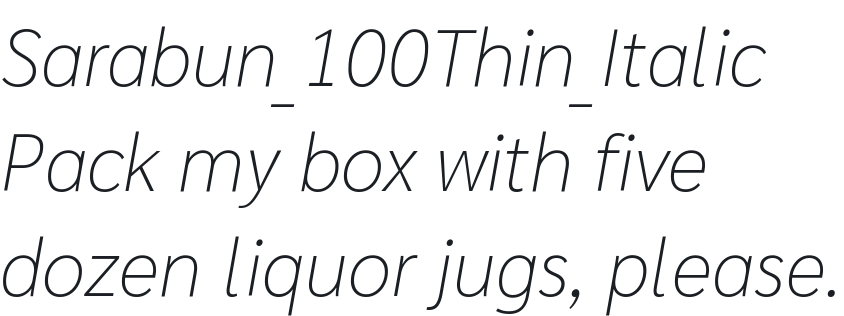 Sarabun_100Thin_Italic
Pack my box with five
dozen liquor jugs, please.